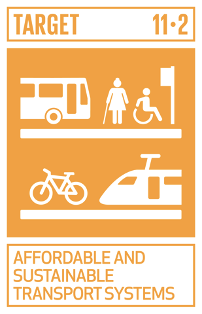 TARGET 11·2
AFFORDABLE AND
SUSTAINABLE
TRANSPORT SYSTEMS